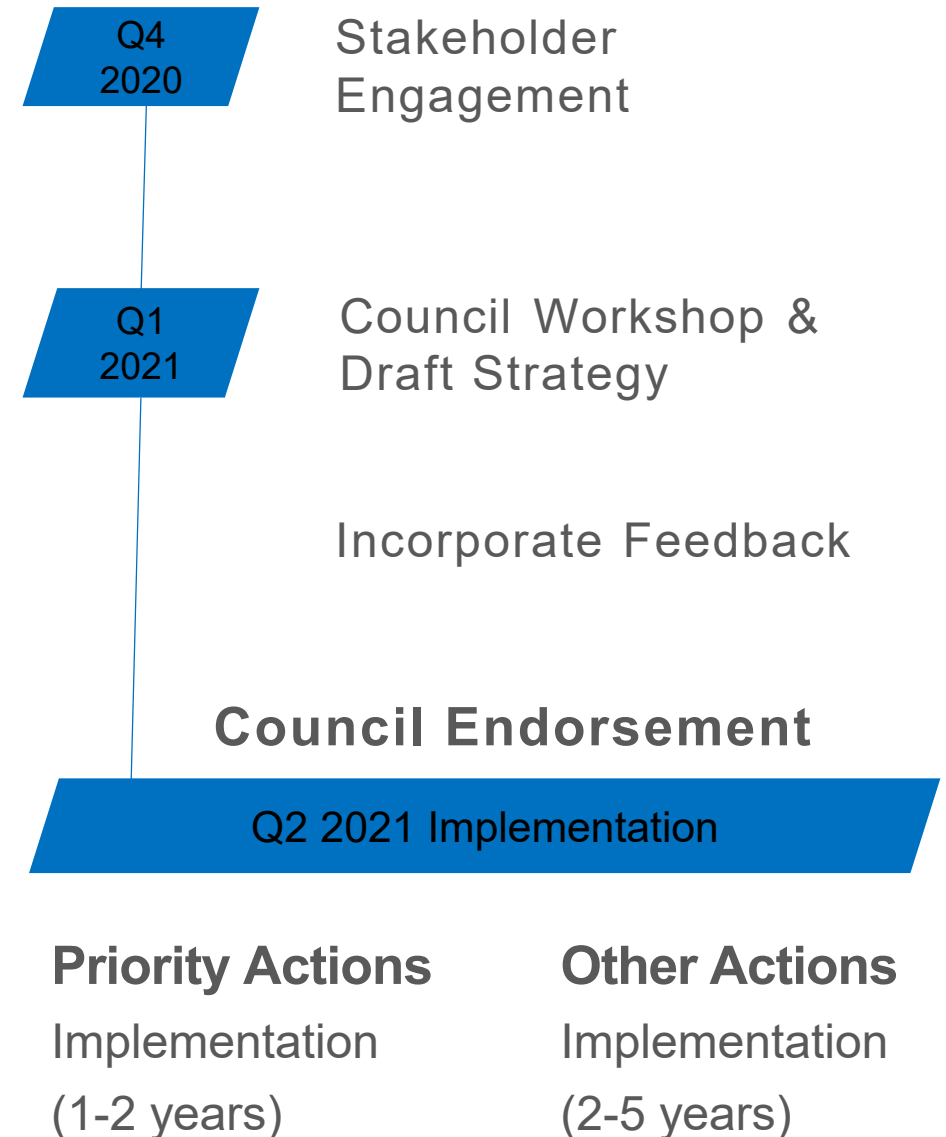 Q4
2020
Stakeholder
Engagement
Q1
2021
Council Workshop &
Draft Strategy
Incorporate Feedback
Council Endorsement
Q2 2021 Implementation
Priority Actions
Implementation
(1-2 years)
Other Actions
Implementation
(2-5 years)